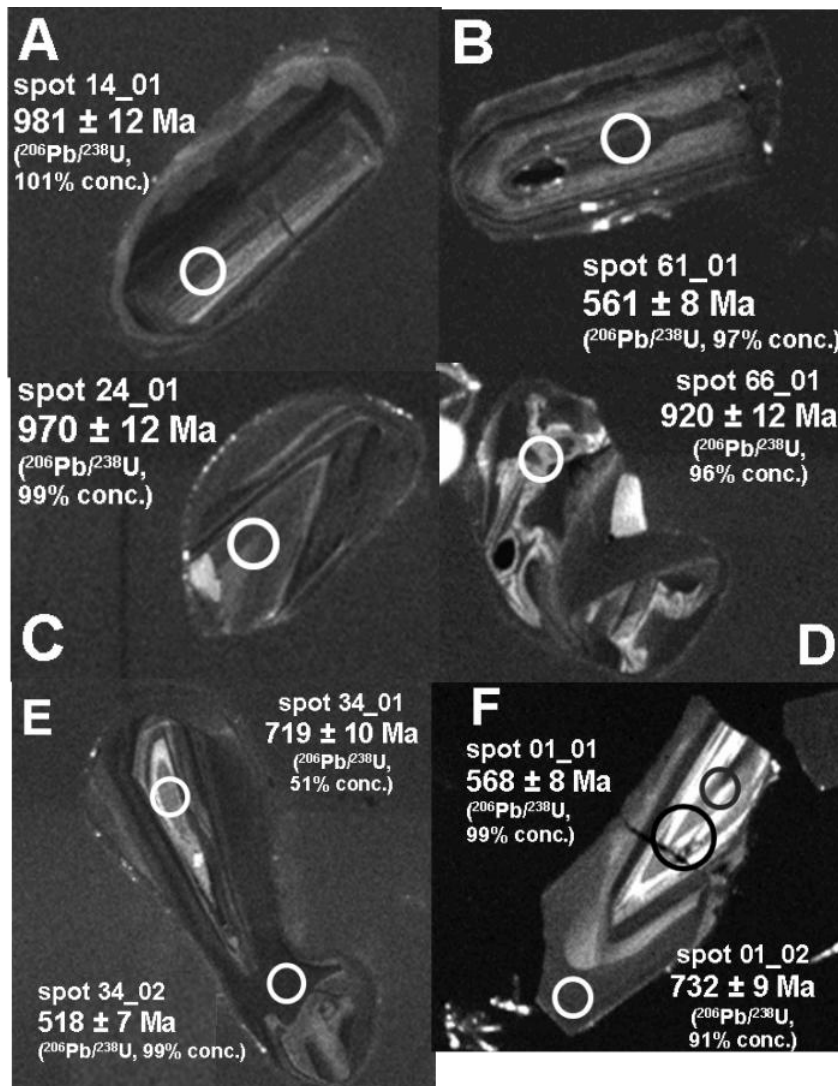 A
spot 14_01
981 ± 12 Ma
(²⁰⁶Pb/²³⁸U,
101% conc.)
B
spot 61_01
561 ± 8 Ma
(²⁰⁶Pb/²³⁸U, 97% conc.)
spot 24_01
970 ± 12 Ma
(²⁰⁶Pb/²³⁸U,
99% conc.)
C
spot 66_01
920 ± 12 Ma
(²⁰⁶Pb/²³⁸U,
96% conc.)
D
E
spot 34_01
719 ± 10 Ma
(²⁰⁶Pb/²³⁸U,
51% conc.)
spot 34_02
518 ± 7 Ma
(²⁰⁶Pb/²³⁸U, 99% conc.)
F
spot 01_01
568 ± 8 Ma
(²⁰⁶Pb/²³⁸U,
99% conc.)
spot 01_02
732 ± 9 Ma
(²⁰⁶Pb/²³⁸U,
91% conc.)